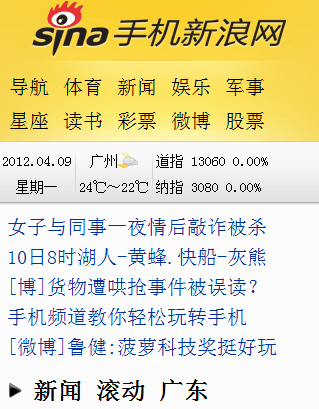 sina手机新浪网
导航 体育 新闻 娱乐 军事
星座 读书 彩票 微博 股票
2012.04.09 广州 道指 13060 0.00%
星期一 24℃～22℃ 纳指 3080 0.00%
女子与同事一夜情后敲诈被杀
10日8时湖人-黄蜂.快船-灰熊
[博]货物遭哄抢事件被误读?
手机频道教你轻松玩转手机
[微博]鲁健:菠萝科技奖挺好玩
新闻 滚动 广东